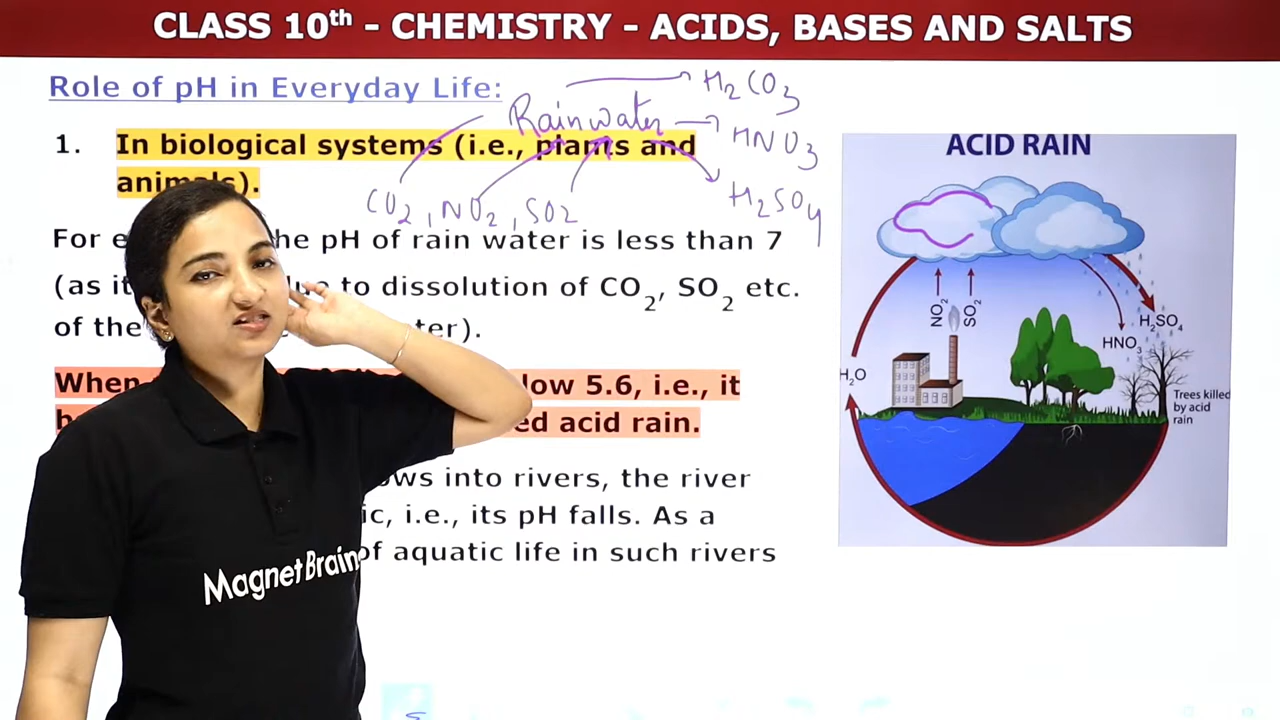 CLASS 10th - CHEMISTRY - ACIDS, BASES AND SALTS
Role of pH in Everyday Life:
Rainwater
H2CO3
HNO3
H2SO4
CO2, NO2, SO2
1. In biological systems (i.e., plants and
animals).
For he pH of rain water is less than 7
(as it to dissolution of CO2, SO2 etc.
of the ter).
When low 5.6, i.e., it
ed acid rain.
ows into rivers, the river
ic, i.e., its pH falls. As a
of aquatic life in such rivers
Magnet Brain
ACID RAIN
NO2
SO2
H2SO4
HNO3
H2O
Trees killed
by acid
rain